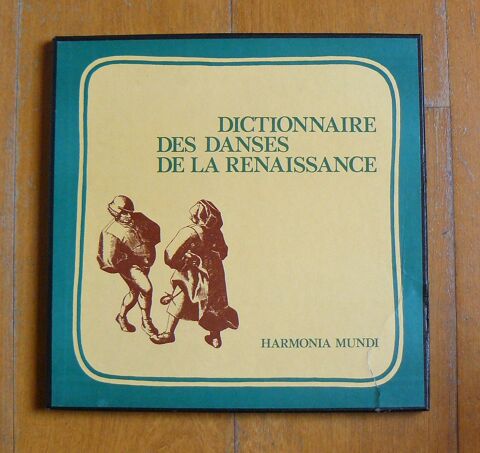 DICTIONNAIRE
DES DANSES
DE LA RENAISSANCE
HARMONIA MUNDI